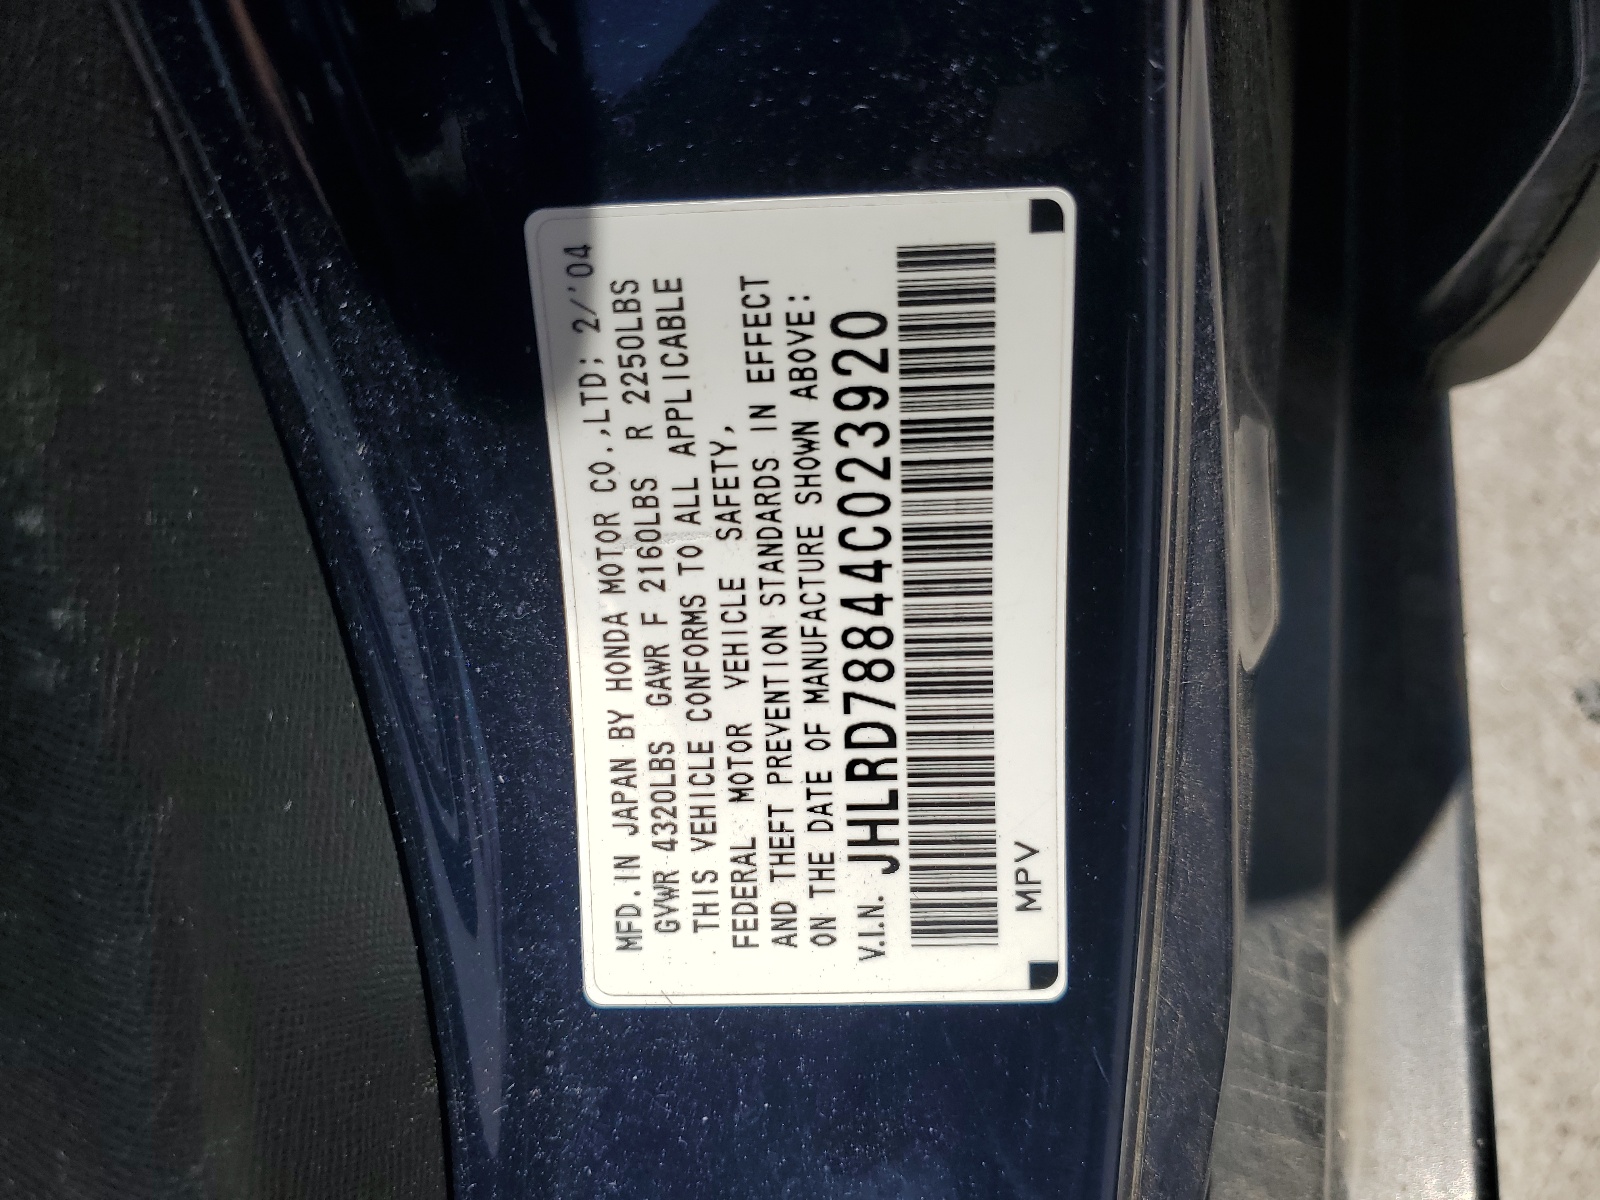 MFD.IN JAPAN BY HONDA MOTOR CO.,LTD; 2/'04
GVWR 4320LBS GAWR F 2160LBS R 2250LBS
THIS VEHICLE CONFORMS TO ALL APPLICABLE
FEDERAL MOTOR VEHICLE SAFETY,
AND THEFT PREVENTION STANDARDS IN EFFECT
ON THE DATE OF MANUFACTURE SHOWN ABOVE:
V.I.N. JHLRD78844C023920
MPV